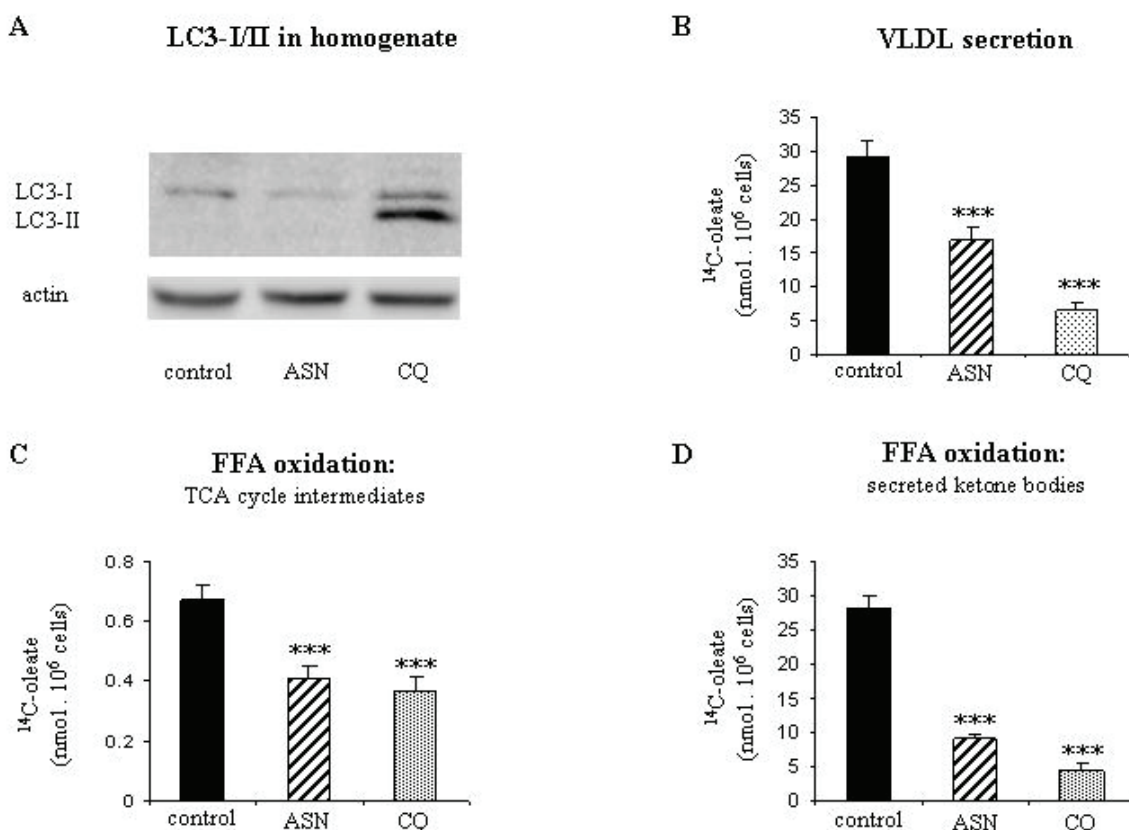 A
LC3-I/II in homogenate
LC3-I
LC3-II
actin
control ASN CQ
B
VLDL secretion
¹⁴C-oleate
(nmol . 10⁶ cells)
35
30
25
20
15
10
5
0
***
***
control ASN CQ
C
FFA oxidation:
TCA cycle intermediates
¹⁴C-oleate
(nmol . 10⁶ cells)
0.8
0.6
0.4
0.2
0
***
***
control ASN CQ
D
FFA oxidation:
secreted ketone bodies
¹⁴C-oleate
(nmol . 10⁶ cells)
35
30
25
20
15
10
5
0
***
***
control ASN CQ